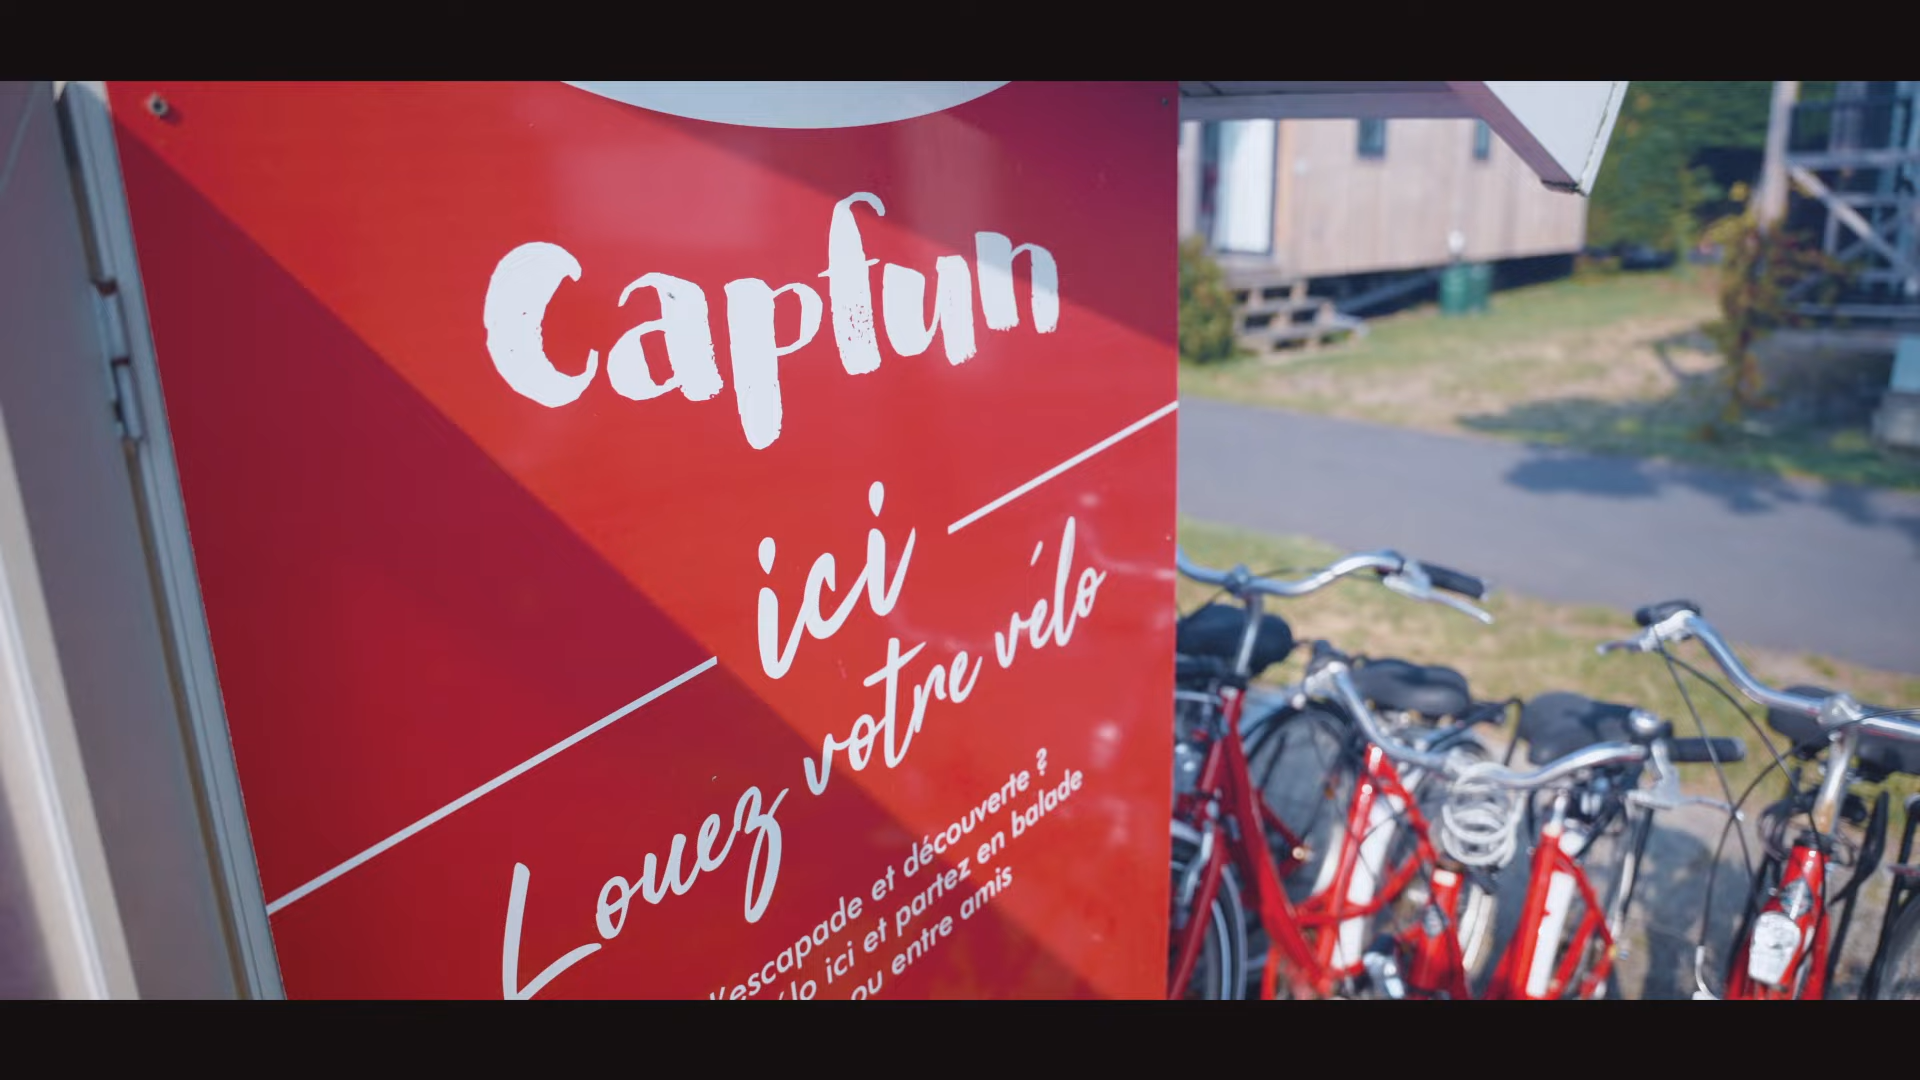 Capfun
ici
Louez votre vélo
d'escapade et découverte ?
ici et partez en balade
ou entre amis